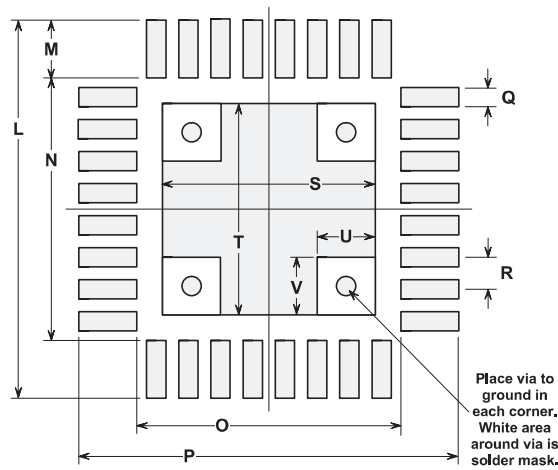 M
Q
L
N
S
T
U
V
R
O
P
Place via to
ground in
each corner.
White area
around via is
solder mask.